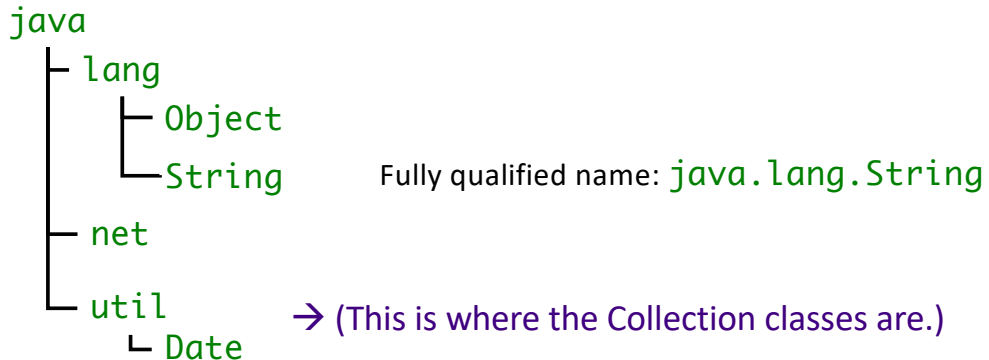 java
lang
Object
String Fully qualified name: java.lang.String
net
util → (This is where the Collection classes are.)
Date